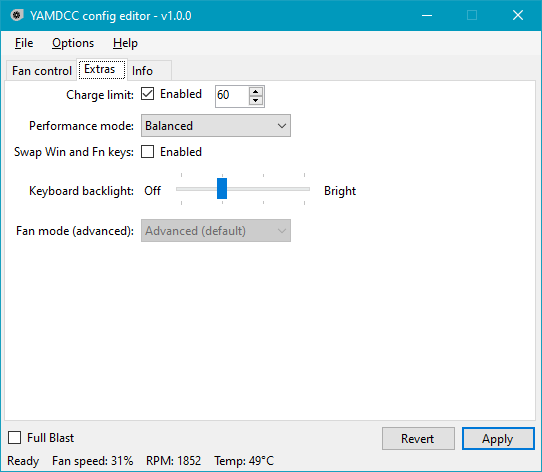 YAMDCC config editor - v1.0.0
File Options Help
Fan control Extras Info
Charge limit: Enabled 60
Performance mode: Balanced
Swap Win and Fn keys: Enabled
Keyboard backlight: Off Bright
Fan mode (advanced): Advanced (default)
Full Blast Revert Apply
Ready Fan speed: 31% RPM: 1852 Temp: 49°C